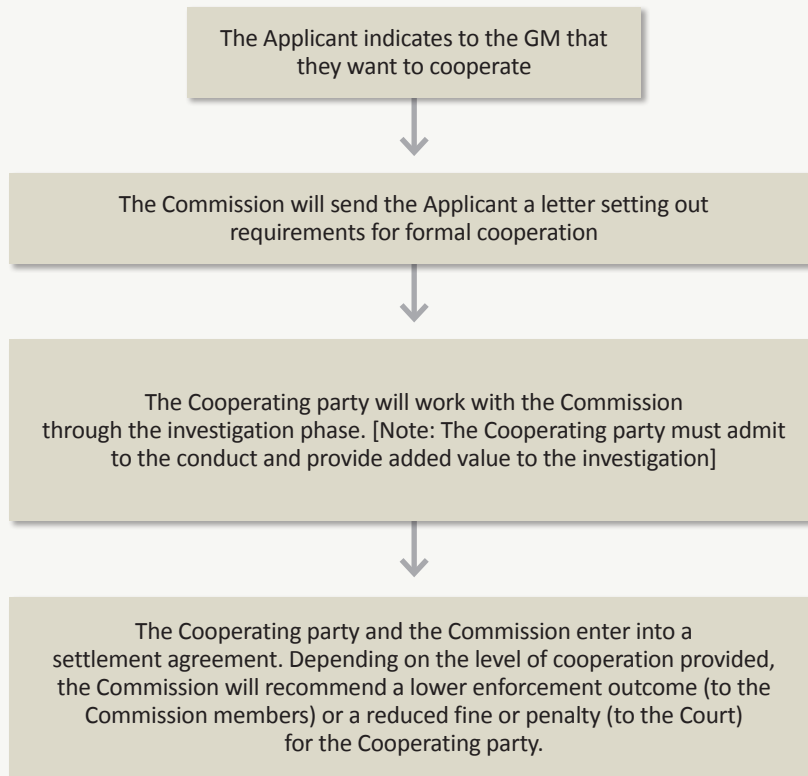 The Applicant indicates to the GM that
they want to cooperate
The Commission will send the Applicant a letter setting out
requirements for formal cooperation
The Cooperating party will work with the Commission
through the investigation phase. [Note: The Cooperating party must admit
to the conduct and provide added value to the investigation]
The Cooperating party and the Commission enter into a
settlement agreement. Depending on the level of cooperation provided,
the Commission will recommend a lower enforcement outcome (to the
Commission members) or a reduced fine or penalty (to the Court)
for the Cooperating party.